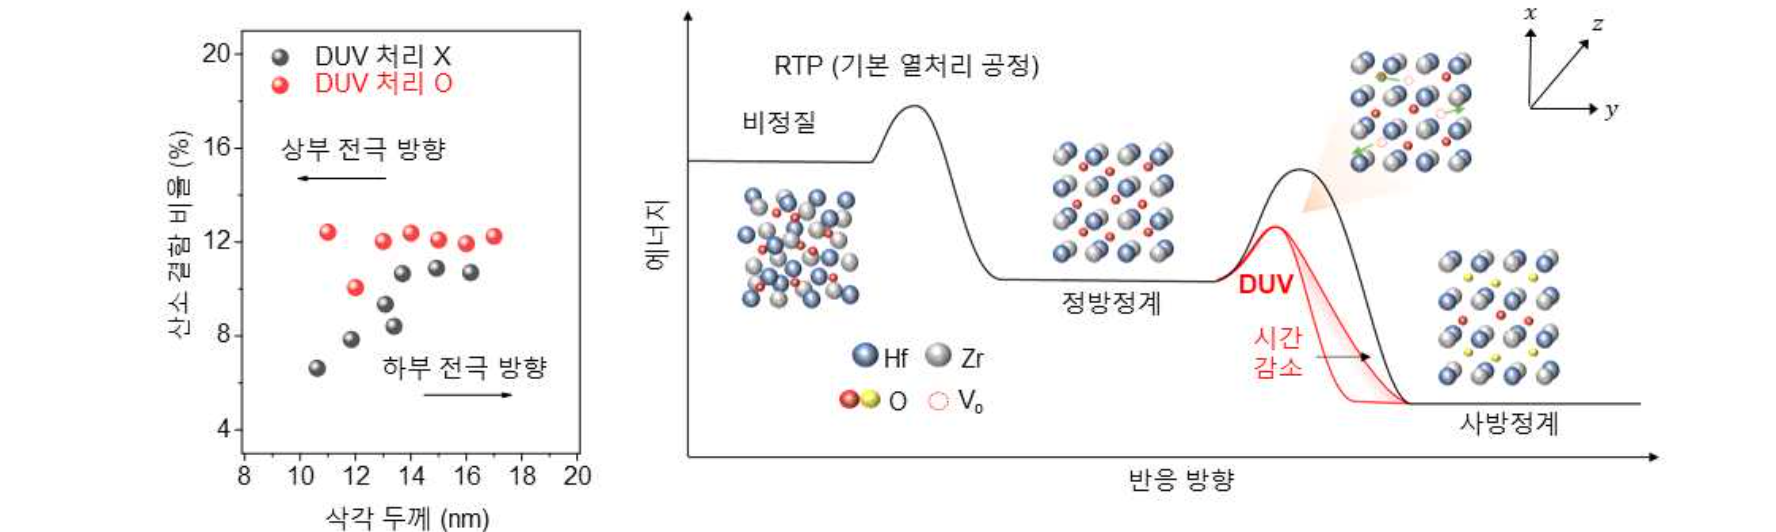 20
16
12
8
4
8 10 12 14 16 18 20
산소 결함 비율 (%)
삭각 두께 (nm)
DUV 처리 X
DUV 처리 O
상부 전극 방향
하부 전극 방향
에너지
반응 방향
RTP (기본 열처리 공정)
비정질
정방정계
DUV
시간
감소
사방정계
Hf Zr
O V₀
x
z
y